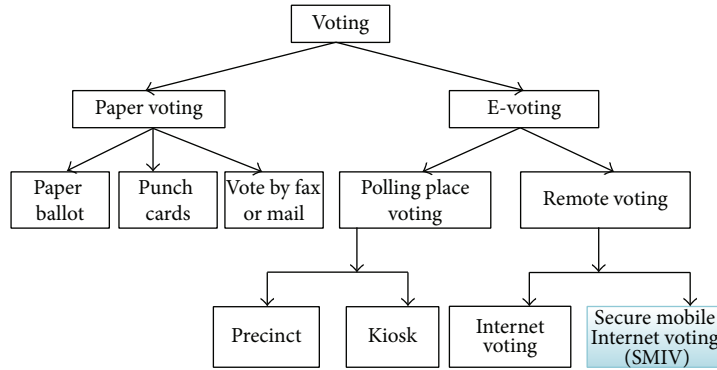 Voting
Paper voting
E-voting
Paper
ballot
Punch
cards
Vote by fax
or mail
Polling place
voting
Remote voting
Precinct
Kiosk
Internet
voting
Secure mobile
Internet voting
(SMIV)